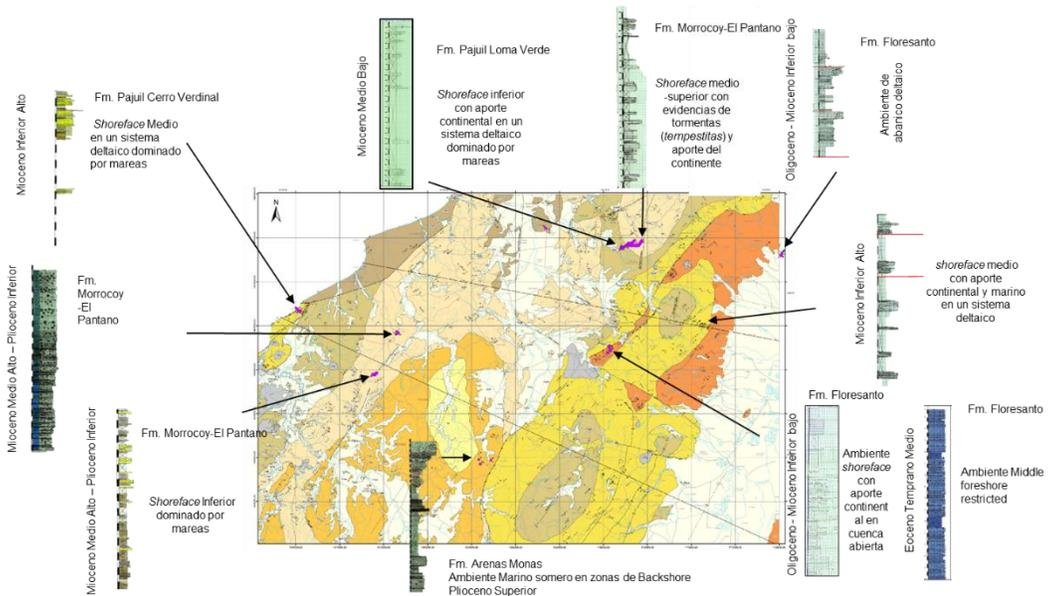 Mioceno Inferior Alto
Fm. Pajuil Cerro Verdinal
Shoreface Medio
en un sistema
deltaico dominado
por mareas
Mioceno Medio Bajo
Fm. Pajuil Loma Verde
Shoreface inferior
con aporte
continental en un
sistema deltaico
dominado por
mareas
Fm. Morrocoy-El Pantano
Shoreface medio
-superior con
evidencias de
tormentas
(tempestitas) y
aporte del
continente
Oligoceno - Mioceno Inferior bajo
Fm. Floresanto
Ambiente de
abanico deltaico
N
Mioceno Medio Alto – Plioceno Inferior
Fm.
Morrocoy
-El
Pantano
Mioceno Inferior Alto
shoreface medio
con aporte
continental y marino
en un sistema
deltaico
Mioceno Medio Alto – Plioceno Inferior
Fm. Morrocoy-El Pantano
Shoreface Inferior
dominado por
mareas
Fm. Arenas Monas
Ambiente Marino somero en zonas de Backshore
Plioceno Superior
Oligoceno - Mioceno Inferior bajo
Fm. Floresanto
Ambiente
shoreface
con
aporte
continent
al en
cuenca
abierta
Eoceno Temprano Medio
Fm. Floresanto
Ambiente Middle
foreshore
restricted